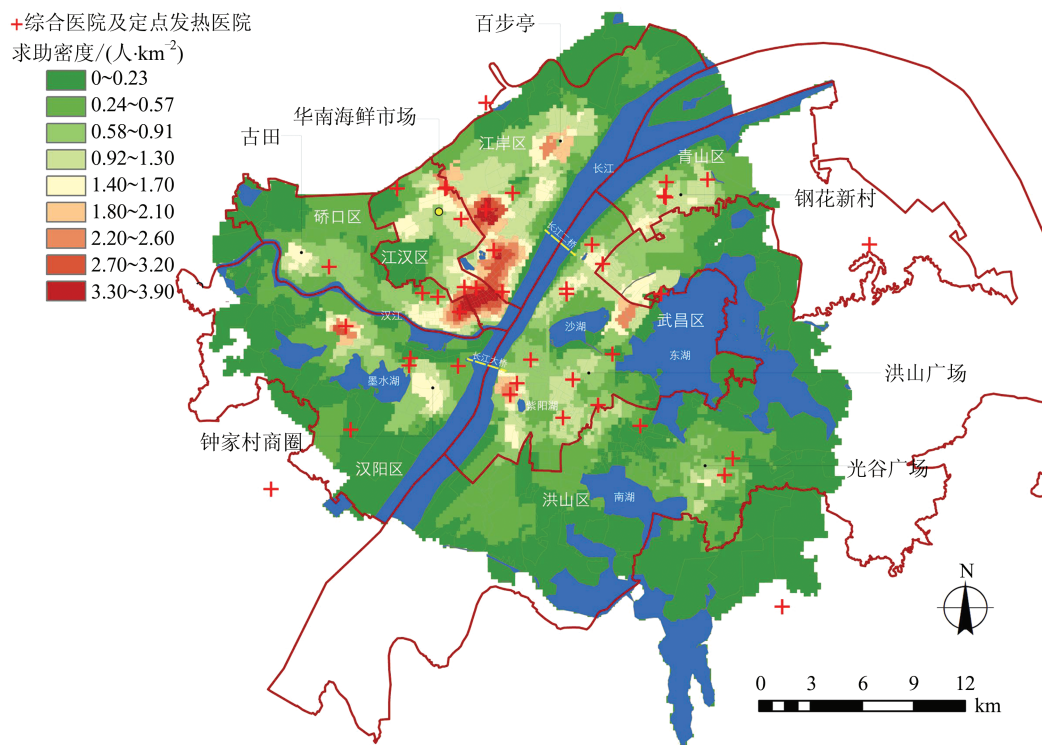 +综合医院及定点发热医院
求助密度/(人·km⁻²)
0~0.23
0.24~0.57
0.58~0.91
0.92~1.30
1.40~1.70
1.80~2.10
2.20~2.60
2.70~3.20
3.30~3.90
百步亭
华南海鲜市场
古田
江岸区
长江
青山区
钢花新村
硚口区
江汉区
长江二桥
汉江
沙湖
武昌区
东湖
长江大桥
墨水湖
紫阳湖
洪山广场
钟家村商圈
汉阳区
光谷广场
洪山区
南湖
N
0 3 6 9 12
km